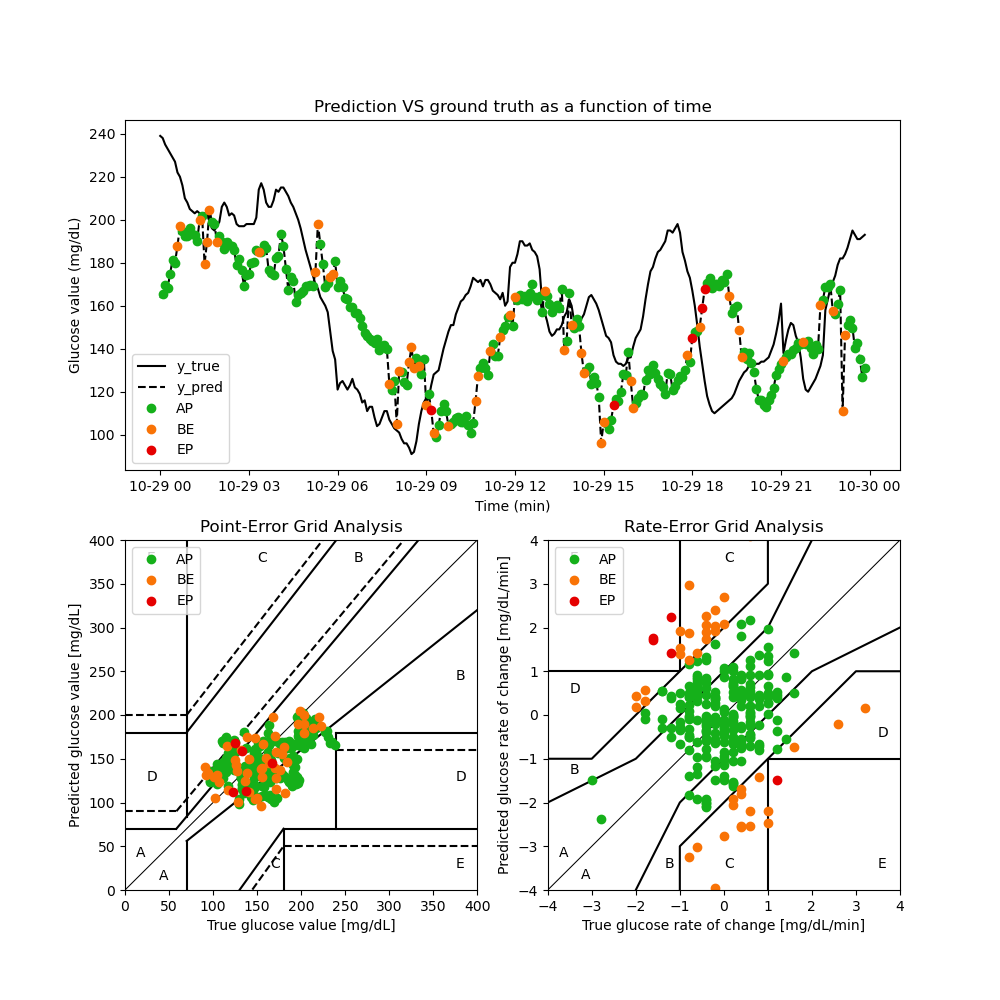 Prediction VS ground truth as a function of time
Glucose value (mg/dL)
240
220
200
180
160
140
120
100
y_true
y_pred
AP
BE
EP
10-29 00 10-29 03 10-29 06 10-29 09 10-29 12 10-29 15 10-29 18 10-29 21 10-30 00
Time (min)
Point-Error Grid Analysis
Predicted glucose value [mg/dL]
400
350
300
250
200
150
100
50
0
AP
BE
EP
C B
B
D D
A
A
C E
0 50 100 150 200 250 300 350 400
True glucose value [mg/dL]
Rate-Error Grid Analysis
Predicted glucose rate of change [mg/dL/min]
4
3
2
1
0
−1
−2
−3
−4
AP
BE
EP
C
D
D
B
A
A
B C E
−4 −3 −2 −1 0 1 2 3 4
True glucose rate of change [mg/dL/min]